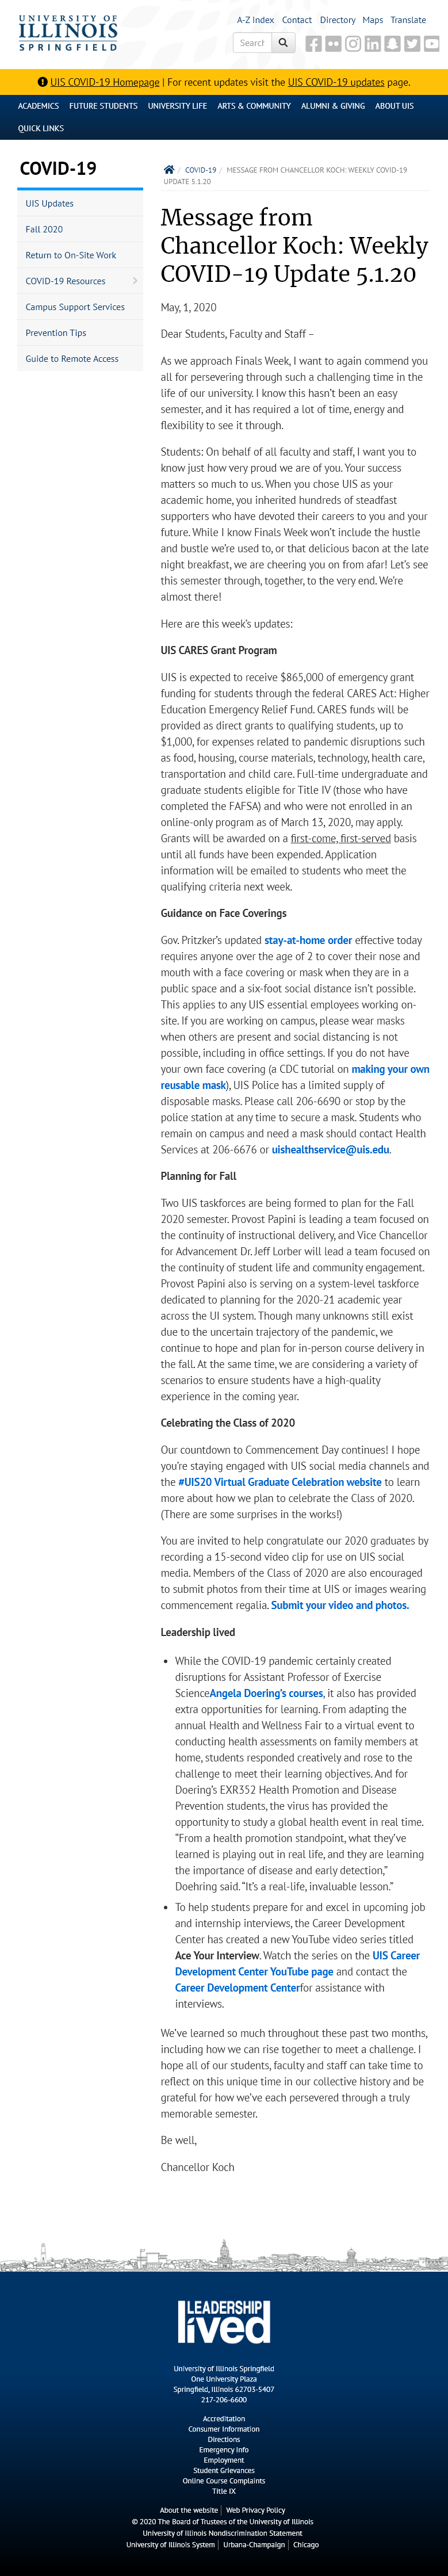 UNIVERSITY OF
ILLINOIS
SPRINGFIELD
A-Z Index Contact Directory Maps Translate
Search
UIS COVID-19 Homepage | For recent updates visit the UIS COVID-19 updates page.
ACADEMICS FUTURE STUDENTS UNIVERSITY LIFE ARTS & COMMUNITY ALUMNI & GIVING ABOUT UIS
QUICK LINKS
COVID-19
UIS Updates
Fall 2020
Return to On-Site Work
COVID-19 Resources
Campus Support Services
Prevention Tips
Guide to Remote Access
/ COVID-19 / MESSAGE FROM CHANCELLOR KOCH: WEEKLY COVID-19
UPDATE 5.1.20
Message from
Chancellor Koch: Weekly
COVID-19 Update 5.1.20
May, 1, 2020
Dear Students, Faculty and Staff –
As we approach Finals Week, I want to again commend you
all for persevering through such a challenging time in the
life of our university. I know this hasn't been an easy
semester, and it has required a lot of time, energy and
flexibility.
Students: On behalf of all faculty and staff, I want you to
know just how very proud we are of you. Your success
matters so much to us. When you chose UIS as your
academic home, you inherited hundreds of steadfast
supporters who are devoted their careers to you and your
future. While I know Finals Week won't include the hustle
and bustle we're used to, or that delicious bacon at the late
night breakfast, we are cheering you on from afar! Let's see
this semester through, together, to the very end. We're
almost there!
Here are this week's updates:
UIS CARES Grant Program
UIS is expected to receive $865,000 of emergency grant
funding for students through the federal CARES Act: Higher
Education Emergency Relief Fund. CARES funds will be
provided as direct grants to qualifying students, up to
$1,000, for expenses related to pandemic disruptions such
as food, housing, course materials, technology, health care,
transportation and child care. Full-time undergraduate and
graduate students eligible for Title IV (those who have
completed the FAFSA) and who were not enrolled in an
online-only program as of March 13, 2020, may apply.
Grants will be awarded on a first-come, first-served basis
until all funds have been expended. Application
information will be emailed to students who meet the
qualifying criteria next week.
Guidance on Face Coverings
Gov. Pritzker's updated stay-at-home order effective today
requires anyone over the age of 2 to cover their nose and
mouth with a face covering or mask when they are in a
public space and a six-foot social distance isn't possible.
This applies to any UIS essential employees working on-
site. If you are working on campus, please wear masks
when others are present and social distancing is not
possible, including in office settings. If you do not have
your own face covering (a CDC tutorial on making your own
reusable mask), UIS Police has a limited supply of
disposable masks. Please call 206-6690 or stop by the
police station at any time to secure a mask. Students who
remain on campus and need a mask should contact Health
Services at 206-6676 or uishealthservice@uis.edu.
Planning for Fall
Two UIS taskforces are being formed to plan for the Fall
2020 semester. Provost Papini is leading a team focused on
the continuity of instructional delivery, and Vice Chancellor
for Advancement Dr. Jeff Lorber will lead a team focused on
the continuity of student life and community engagement.
Provost Papini also is serving on a system-level taskforce
dedicated to planning for the 2020-21 academic year
across the UI system. Though many unknowns still exist
due to the uncertain trajectory of the pandemic, we
continue to hope and plan for in-person course delivery in
the fall. At the same time, we are considering a variety of
scenarios to ensure students have a high-quality
experience in the coming year.
Celebrating the Class of 2020
Our countdown to Commencement Day continues! I hope
you're staying engaged with UIS social media channels and
the #UIS20 Virtual Graduate Celebration website to learn
more about how we plan to celebrate the Class of 2020.
(There are some surprises in the works!)
You are invited to help congratulate our 2020 graduates by
recording a 15-second video clip for use on UIS social
media. Members of the Class of 2020 are also encouraged
to submit photos from their time at UIS or images wearing
commencement regalia. Submit your video and photos.
Leadership lived
• While the COVID-19 pandemic certainly created
disruptions for Assistant Professor of Exercise
ScienceAngela Doering's courses, it also has provided
extra opportunities for learning. From adapting the
annual Health and Wellness Fair to a virtual event to
conducting health assessments on family members at
home, students responded creatively and rose to the
challenge to meet their learning objectives. And for
Doering's EXR352 Health Promotion and Disease
Prevention students, the virus has provided the
opportunity to study a global health event in real time.
"From a health promotion standpoint, what they've
learned is playing out in real life, and they are learning
the importance of disease and early detection,"
Doehring said. "It's a real-life, invaluable lesson."
• To help students prepare for and excel in upcoming job
and internship interviews, the Career Development
Center has created a new YouTube video series titled
Ace Your Interview. Watch the series on the UIS Career
Development Center YouTube page and contact the
Career Development Centerfor assistance with
interviews.
We've learned so much throughout these past two months,
including how we can rise together to meet a challenge. I
hope all of our students, faculty and staff can take time to
reflect on this unique time in our collective history and be
grateful for how we've each persevered through a truly
memorable semester.
Be well,
Chancellor Koch
LEADERSHIP
lived
University of Illinois Springfield
One University Plaza
Springfield, Illinois 62703-5407
217-206-6600
Accreditation
Consumer Information
Directions
Emergency Info
Employment
Student Grievances
Online Course Complaints
Title IX
About the website | Web Privacy Policy
© 2020 The Board of Trustees of the University of Illinois
University of Illinois Nondiscrimination Statement
University of Illinois System | Urbana-Champaign | Chicago